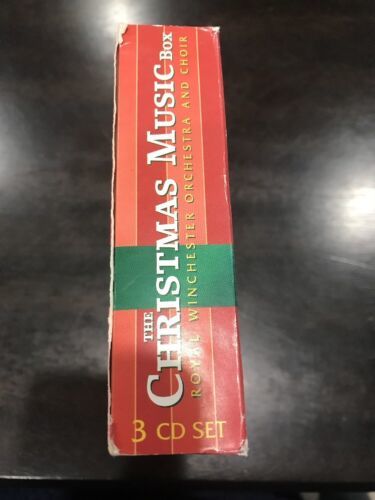 THE
CHRISTMAS MUSIC BOX
ROYAL WINCHESTER ORCHESTRA AND CHOIR
3 CD SET